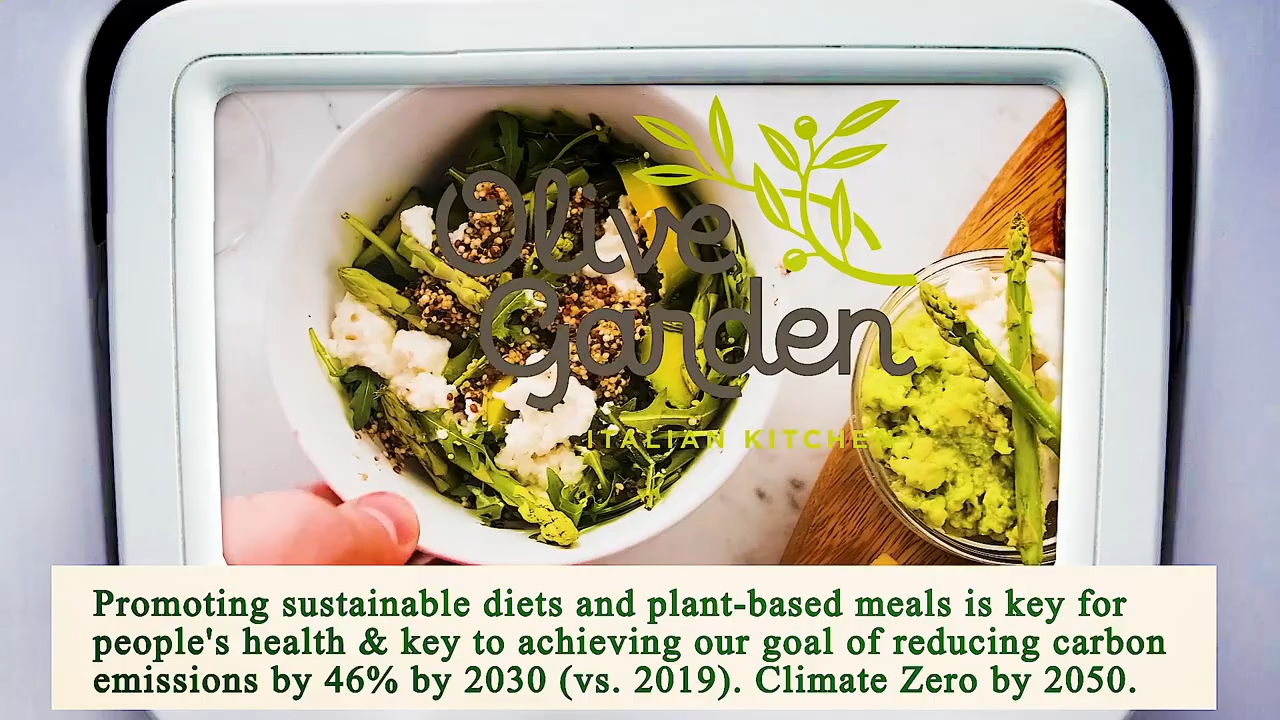 Olive
Garden
ITALIAN KITCHEN
Promoting sustainable diets and plant-based meals is key for
people's health & key to achieving our goal of reducing carbon
emissions by 46% by 2030 (vs. 2019). Climate Zero by 2050.